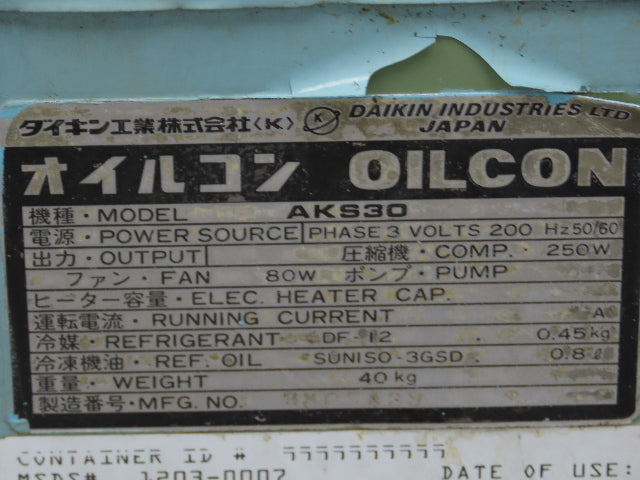 ダイキン工業株式会社〈K〉 K DAIKIN INDUSTRIES LTD
JAPAN
オイルコン OILCON
機種・MODEL AKS30
電源・POWER SOURCE PHASE 3 VOLTS 200 Hz 50/60
出力・OUTPUT 圧縮機・COMP. 250W
ファン・FAN 80W ポンプ・PUMP
ヒーター容量・ELEC. HEATER CAP.
運転電流・RUNNING CURRENT A
冷媒・REFRIGERANT DF-12 0.45kg
冷凍機油・REF. OIL SUNISO-3GSD 0.8ℓ
重量・WEIGHT 40kg
製造番号・MFG. NO.
CONTAINER ID # 7777777777
MSDS# 1203-0007 DATE OF USE: